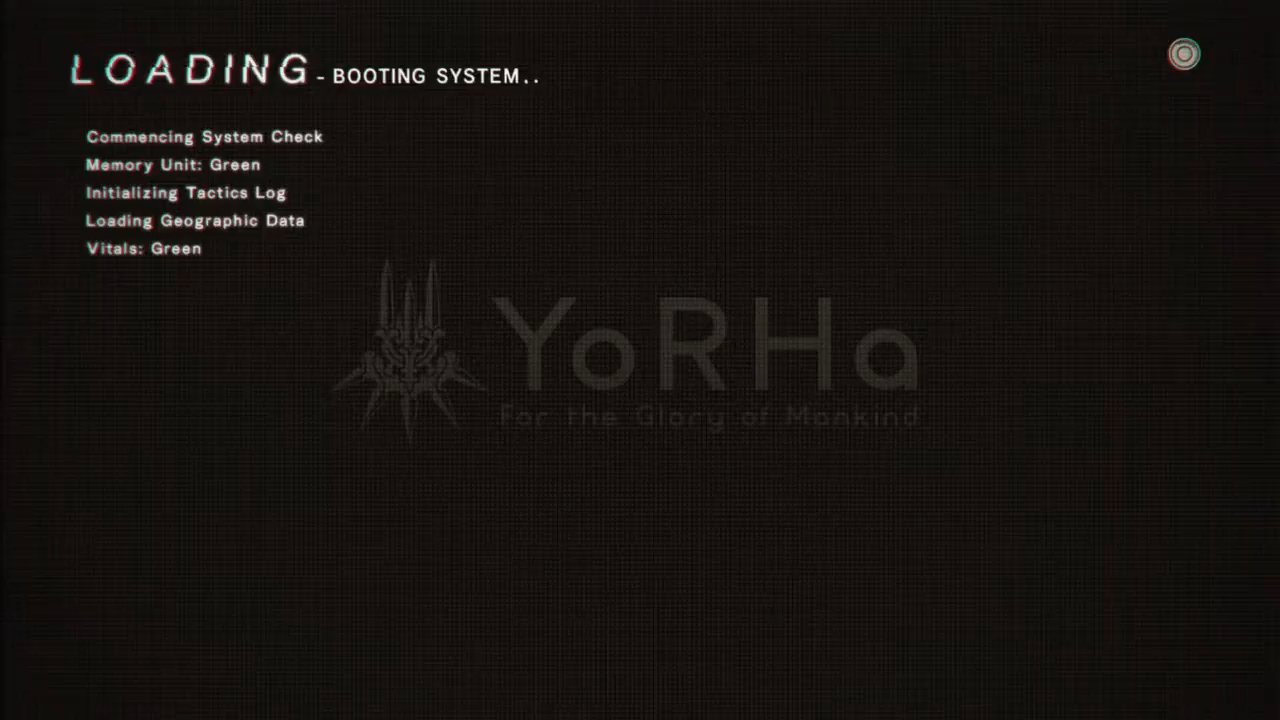 LOADING - BOOTING SYSTEM..
Commencing System Check
Memory Unit: Green
Initializing Tactics Log
Loading Geographic Data
Vitals: Green
YoRHa
For the Glory of Mankind